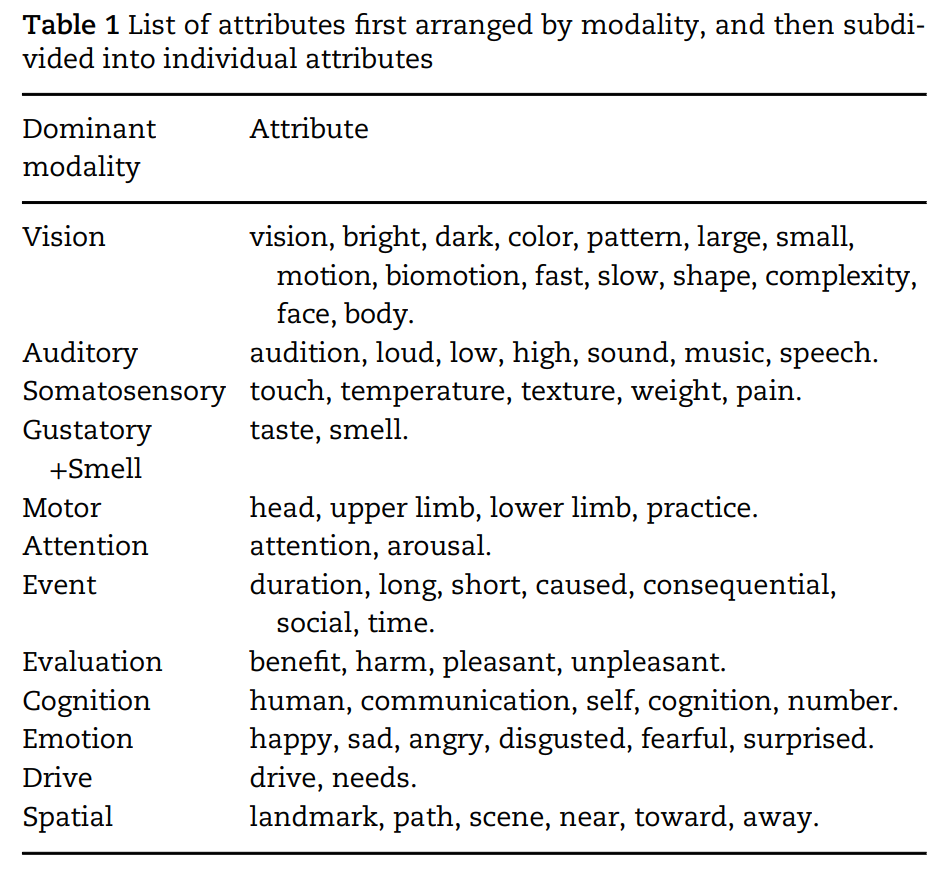 Table 1 List of attributes first arranged by modality, and then subdi-
vided into individual attributes
Dominant modality Attribute
Vision vision, bright, dark, color, pattern, large, small,
motion, biomotion, fast, slow, shape, complexity,
face, body.
Auditory audition, loud, low, high, sound, music, speech.
Somatosensory touch, temperature, texture, weight, pain.
Gustatory taste, smell.
+Smell
Motor head, upper limb, lower limb, practice.
Attention attention, arousal.
Event duration, long, short, caused, consequential,
social, time.
Evaluation benefit, harm, pleasant, unpleasant.
Cognition human, communication, self, cognition, number.
Emotion happy, sad, angry, disgusted, fearful, surprised.
Drive drive, needs.
Spatial landmark, path, scene, near, toward, away.